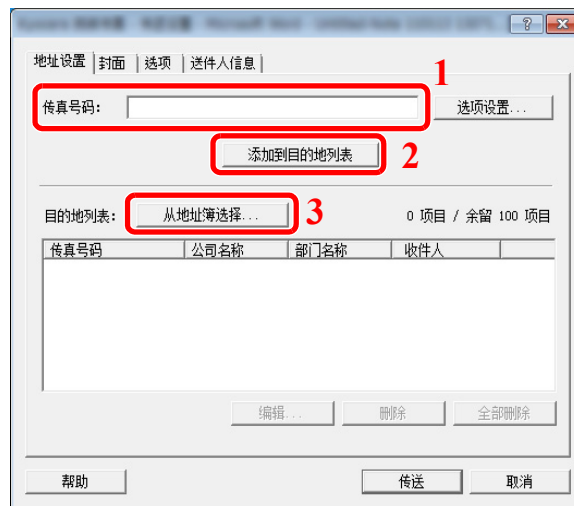 地址设置 封面 选项 送件人信息
1
传真号码: 选项设置...
添加到目的地列表 2
目的地列表: 从地址簿选择... 3 0 项目 / 余留 100 项目
传真号码 公司名称 部门名称 收件人
编辑... 删除 全部删除
帮助 传送 取消